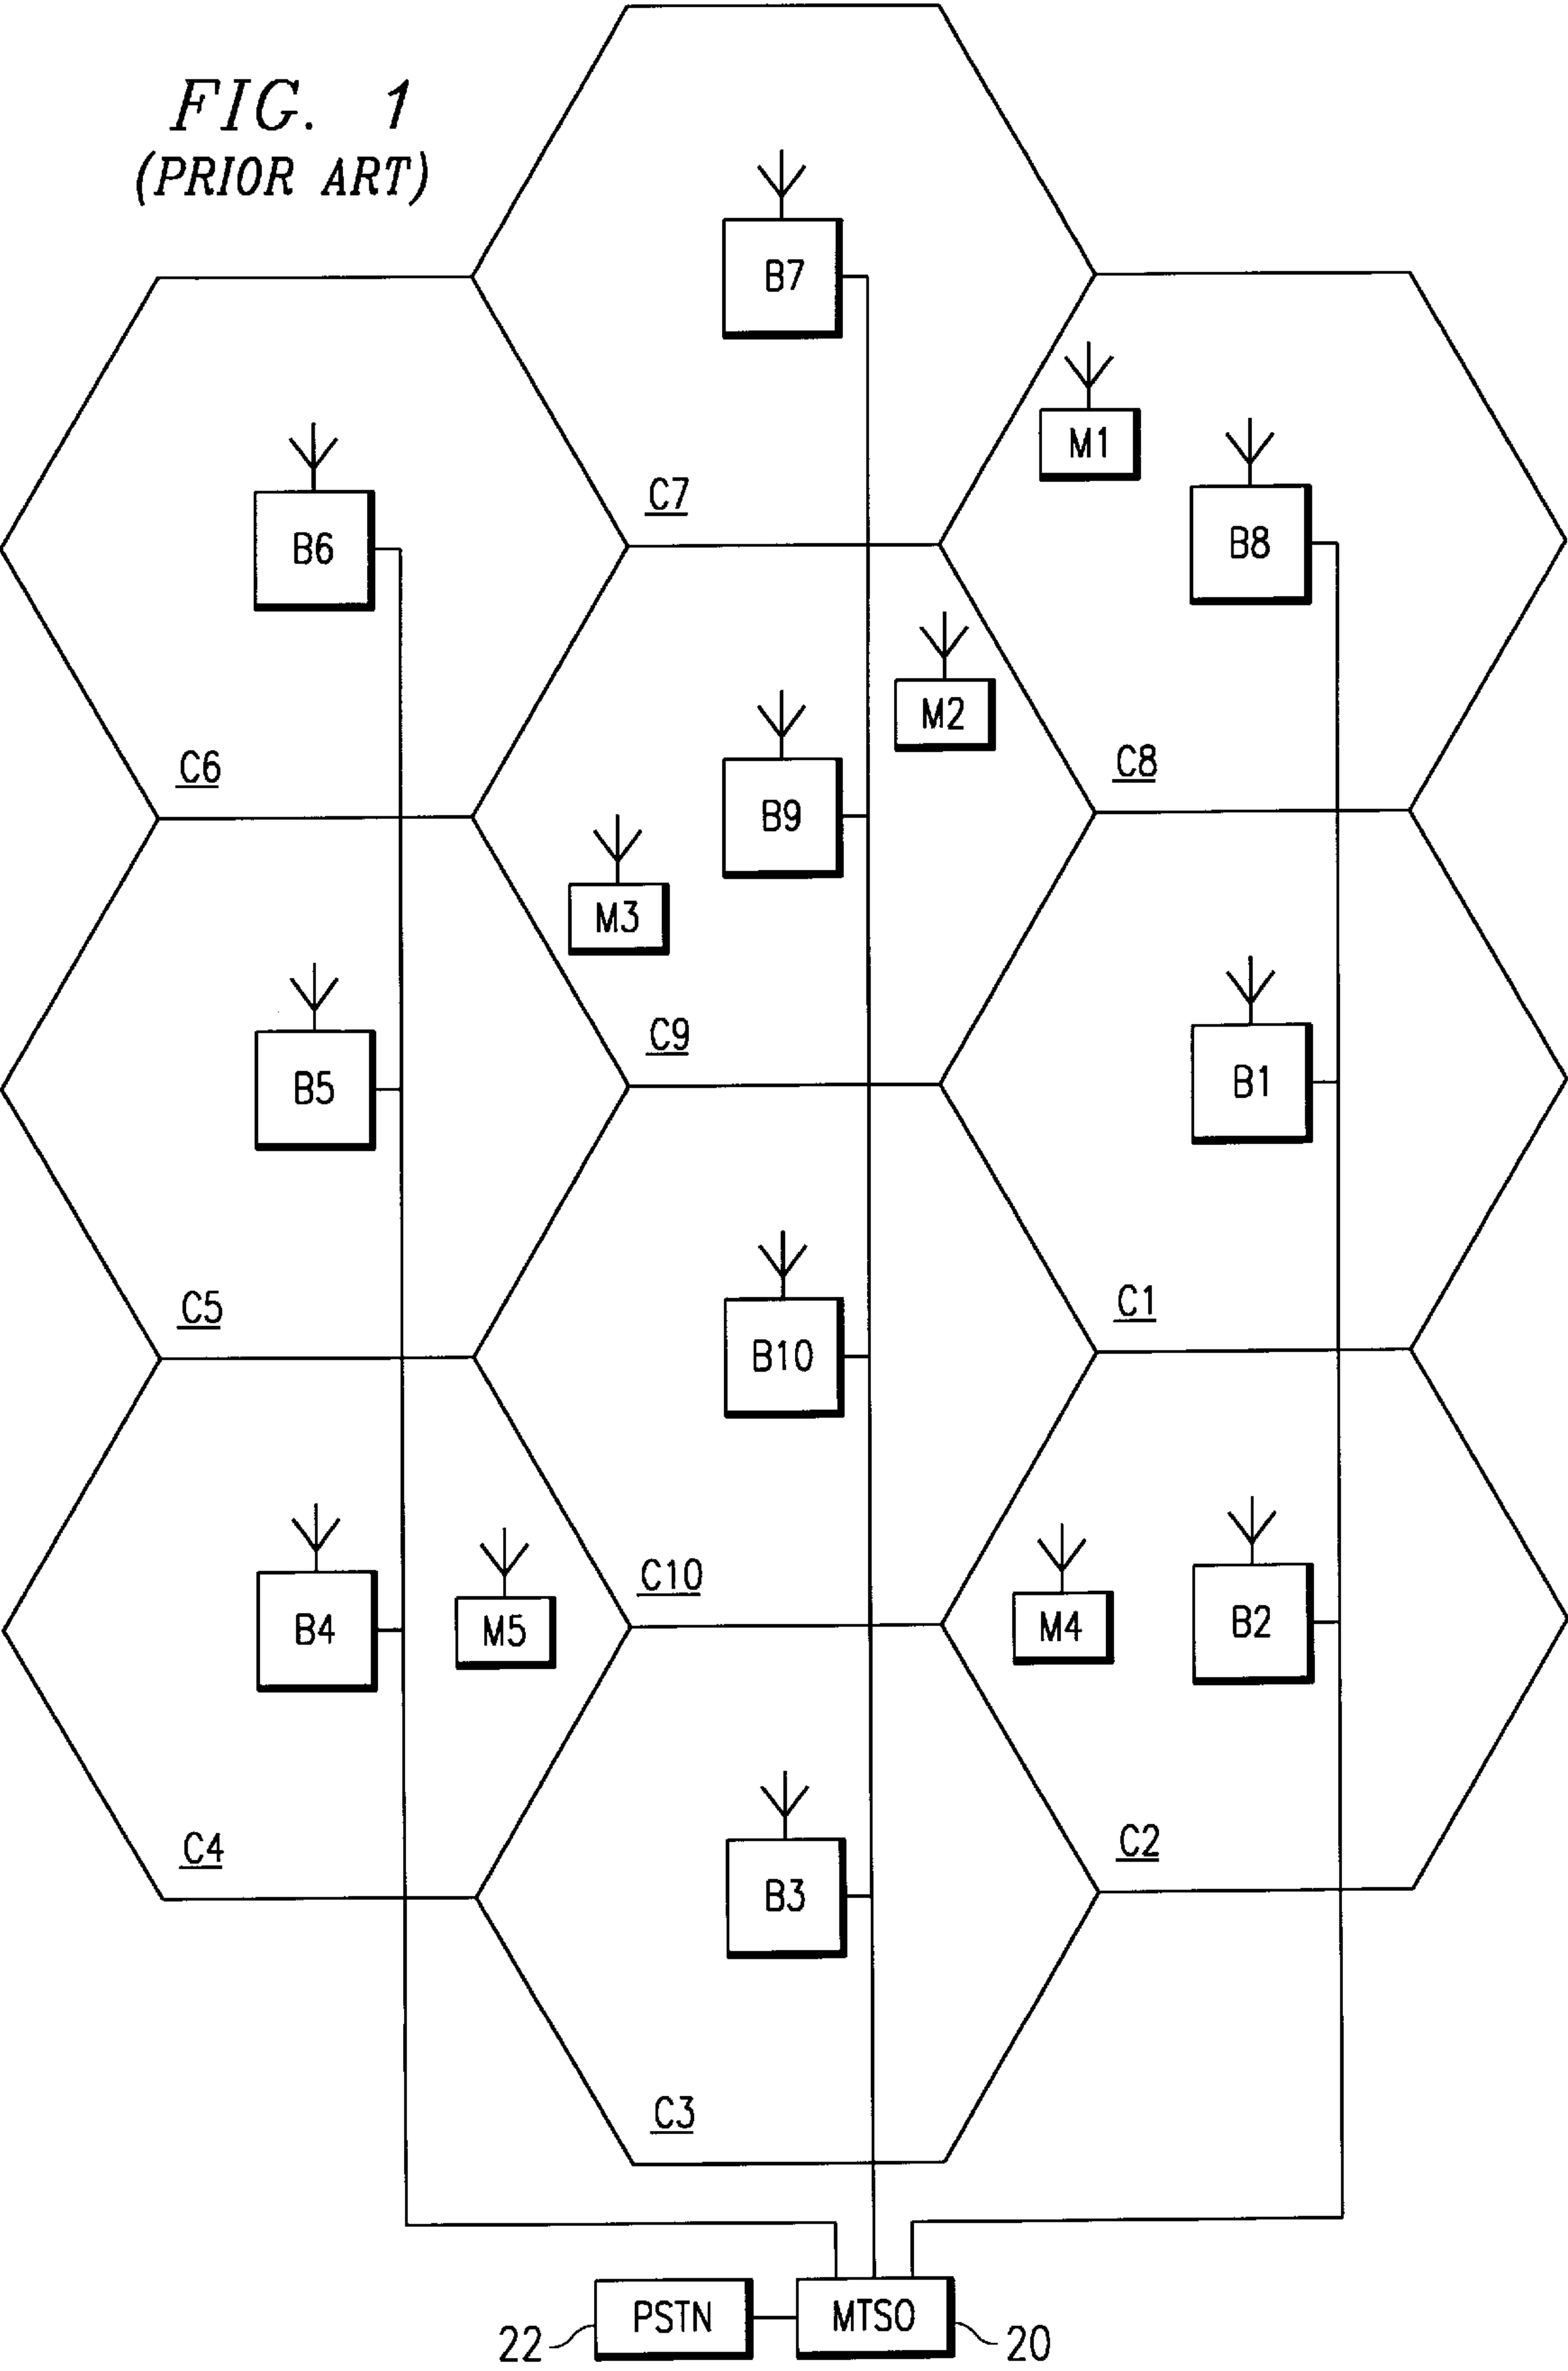 FIG. 1
(PRIOR ART)
B7
M1
C7
B6
B8
M2
C6
C8
B9
M3
C9
B5
B1
C5
C1
B10
C10
B4
M5
M4
B2
C4
C2
B3
C3
PSTN
MTSO
22
20